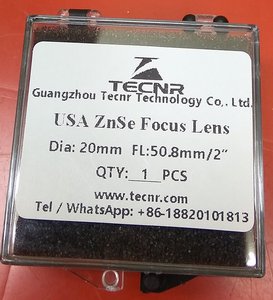 TECNR
Guangzhou Tecnr Technology Co,. Ltd.
USA ZnSe Focus Lens
Dia: 20mm FL:50.8mm/2"
QTY: 1 PCS
www.tecnr.com
Tel / WhatsApp: +86-18820101813